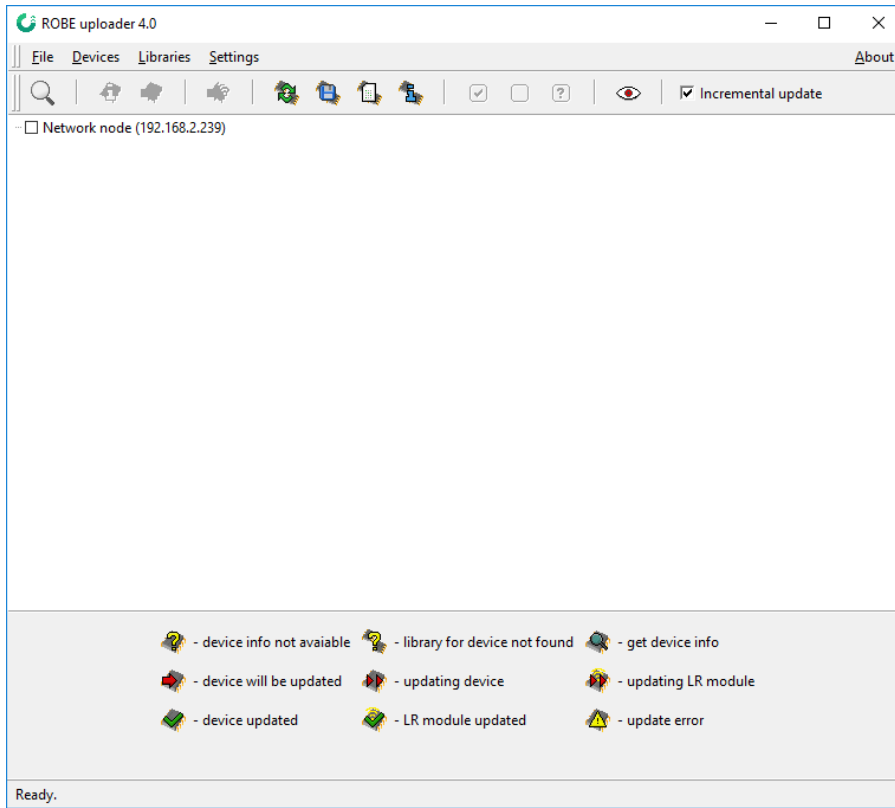 ROBE uploader 4.0
File Devices Libraries Settings About
Incremental update
Network node (192.168.2.239)
- device info not avaiable - library for device not found - get device info
- device will be updated - updating device - updating LR module
- device updated - LR module updated - update error
Ready.